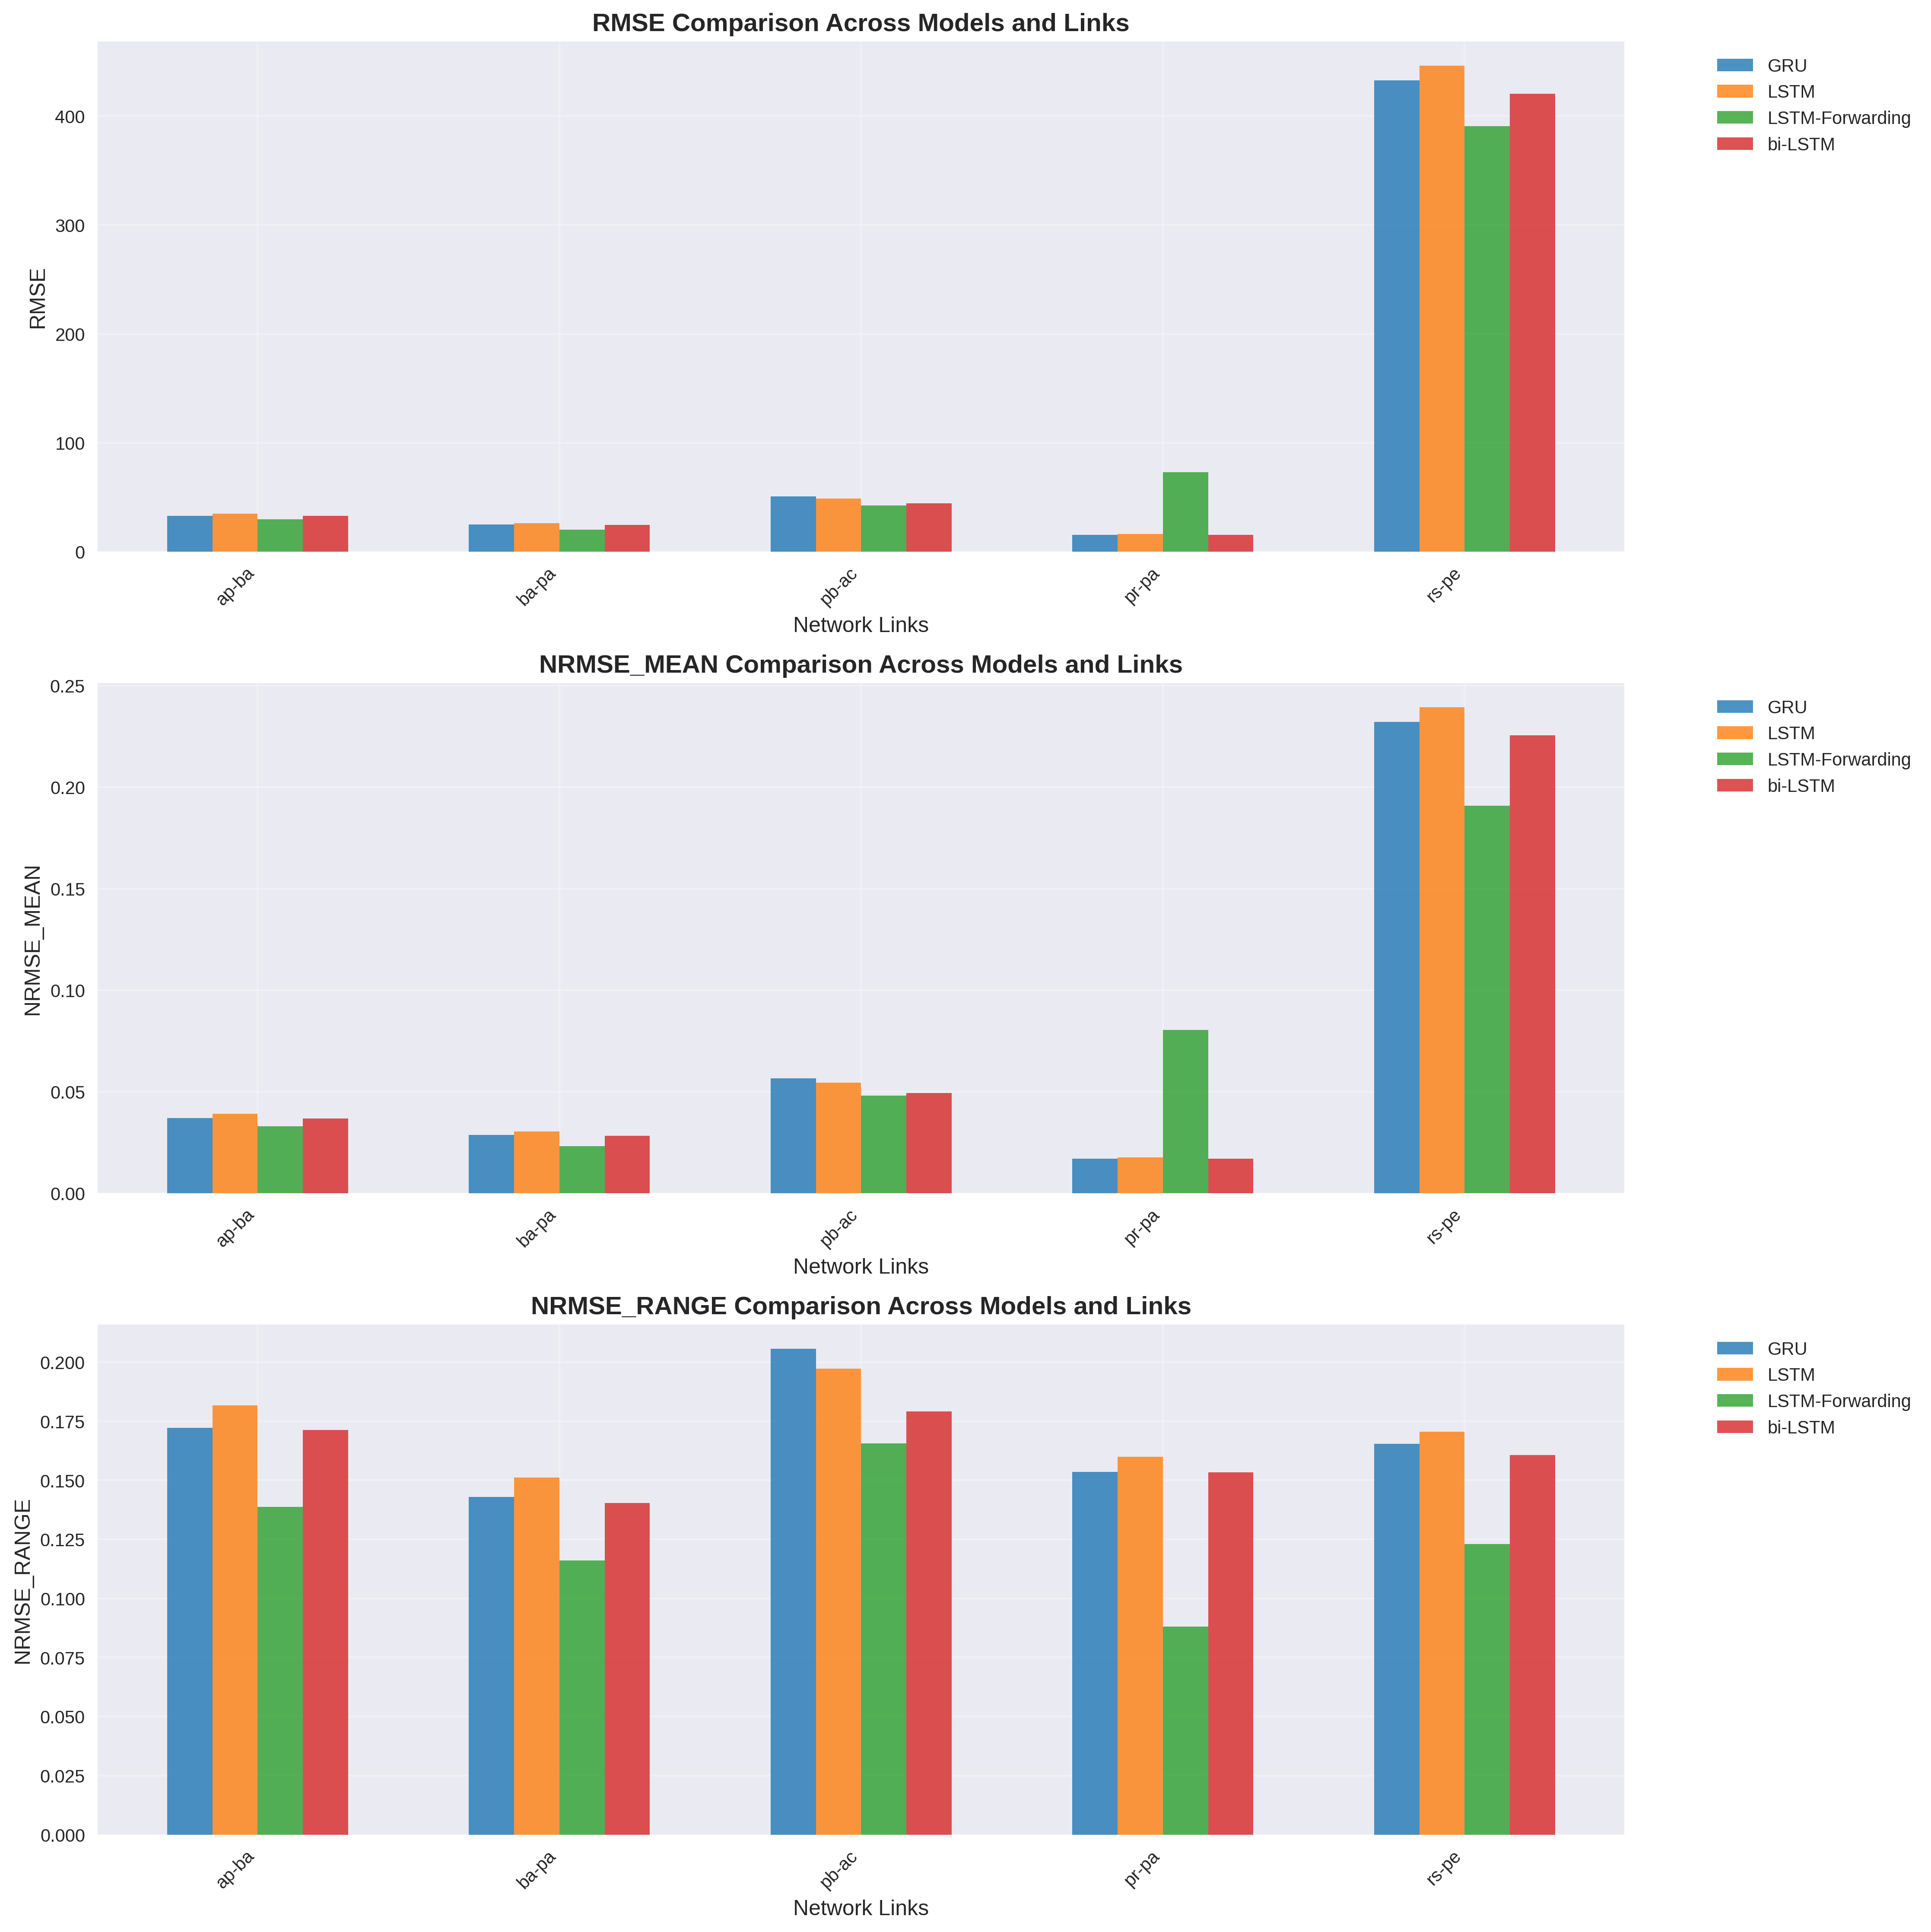 RMSE Comparison Across Models and Links
RMSE
400
300
200
100
0
ap-ba
ba-pa
pb-ac
pr-pa
rs-pe
Network Links
GRU
LSTM
LSTM-Forwarding
bi-LSTM
NRMSE_MEAN Comparison Across Models and Links
NRMSE_MEAN
0.25
0.20
0.15
0.10
0.05
0.00
ap-ba
ba-pa
pb-ac
pr-pa
rs-pe
Network Links
GRU
LSTM
LSTM-Forwarding
bi-LSTM
NRMSE_RANGE Comparison Across Models and Links
NRMSE_RANGE
0.200
0.175
0.150
0.125
0.100
0.075
0.050
0.025
0.000
ap-ba
ba-pa
pb-ac
pr-pa
rs-pe
Network Links
GRU
LSTM
LSTM-Forwarding
bi-LSTM